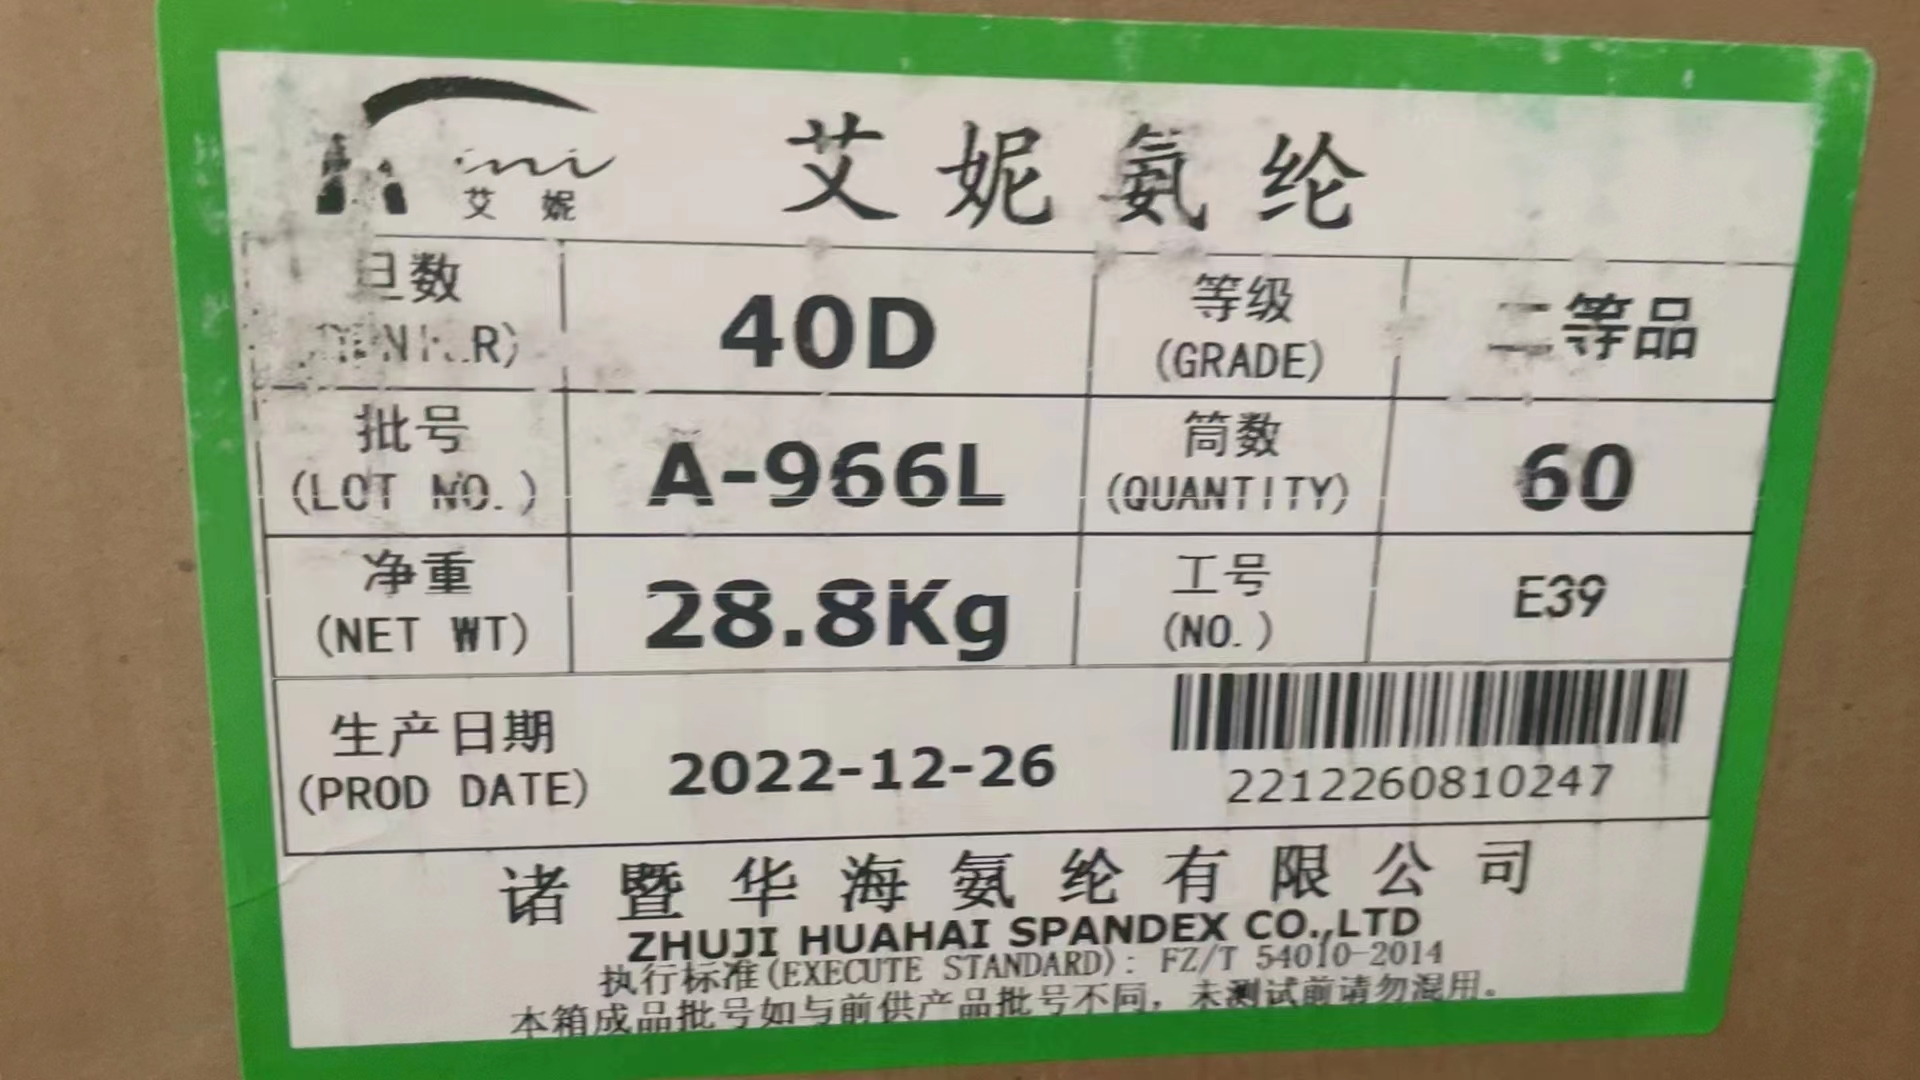 ini
艾妮
艾妮氨纶
旦数
(DENIER)
40D
等级
(GRADE)
二等品
批号
(LOT NO.)
A-966L
筒数
(QUANTITY)
60
净重
(NET WT)
28.8Kg
工号
(NO.)
E39
生产日期
(PROD DATE)
2022-12-26
2212260810247
诸暨华海氨纶有限公司
ZHUJI HUAHAI SPANDEX CO.,LTD
执行标准(EXECUTE STANDARD): FZ/T 54010-2014
本箱成品批号如与前供产品批号不同，未测试前请勿混用。